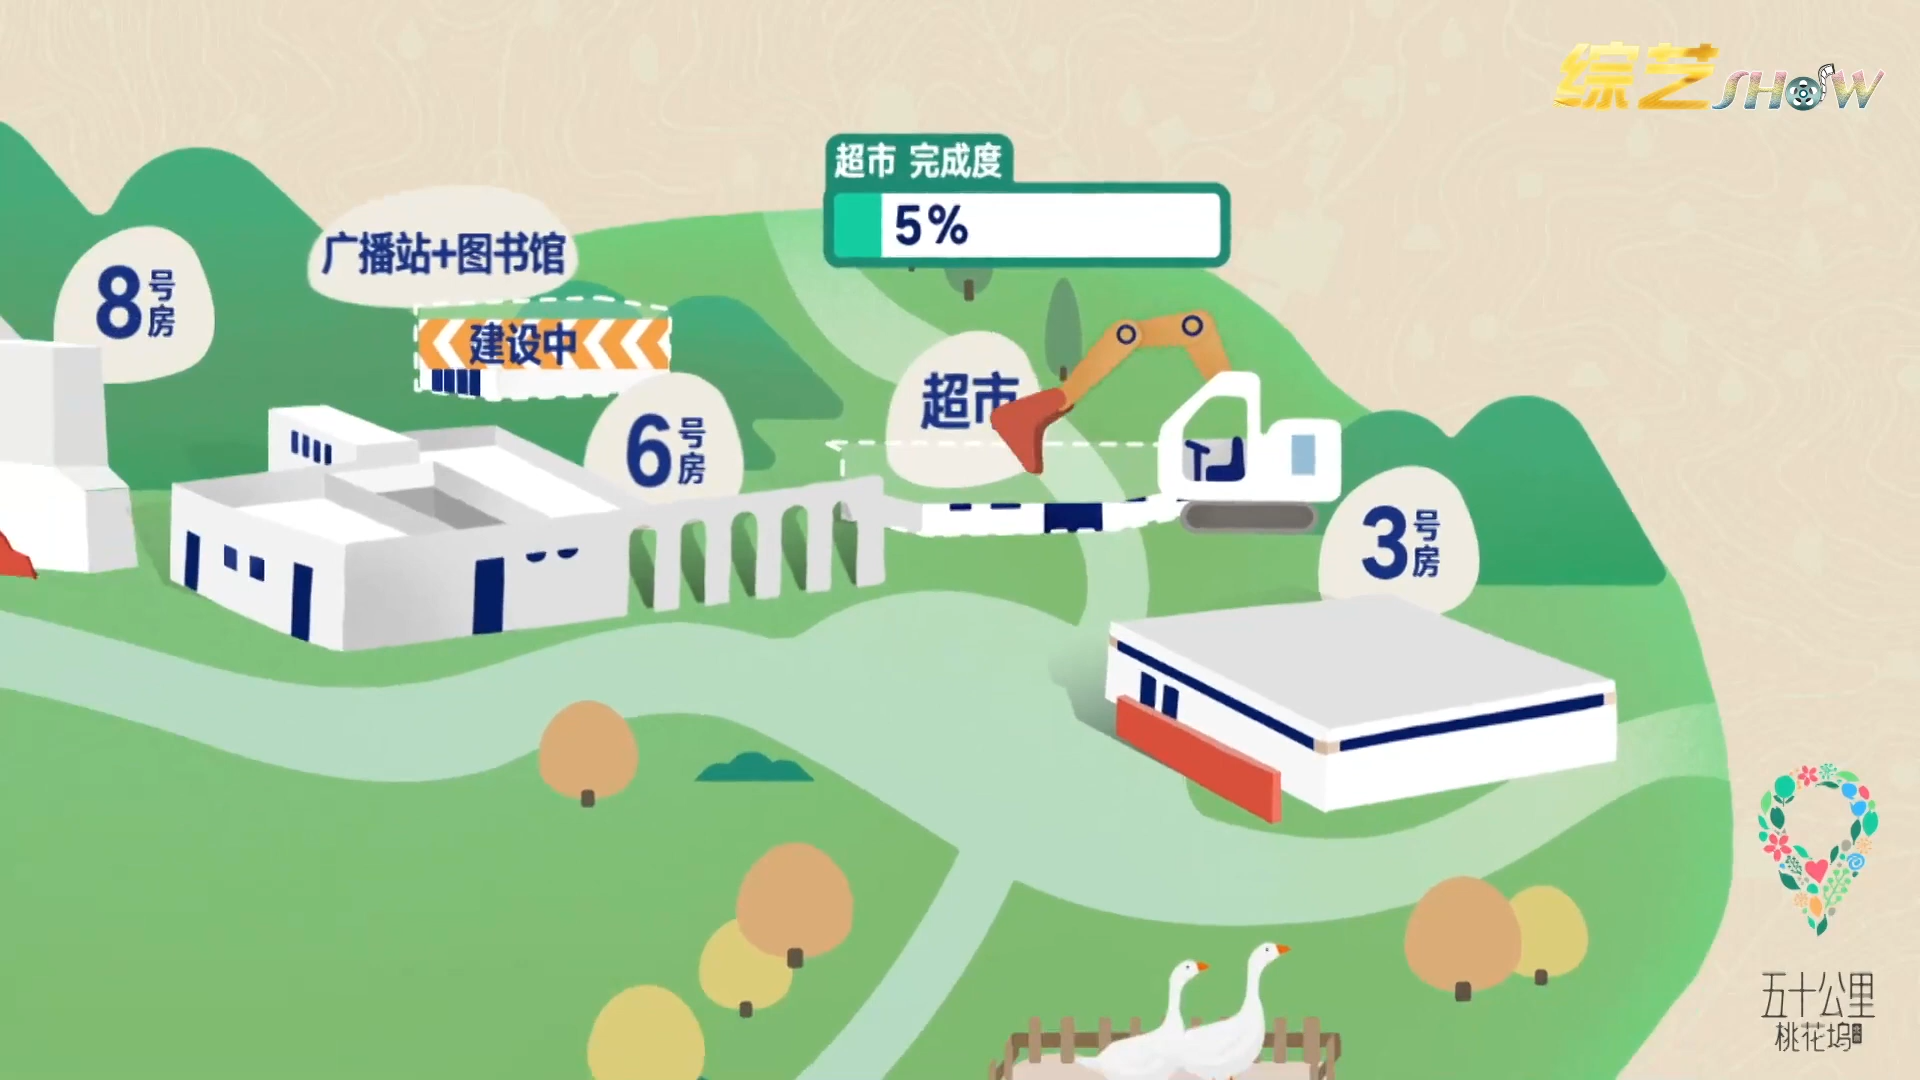 综艺SHOW
超市 完成度
5%
广播站+图书馆
8号房
建设中
超市
6号房
3号房
五十公里
桃花坞